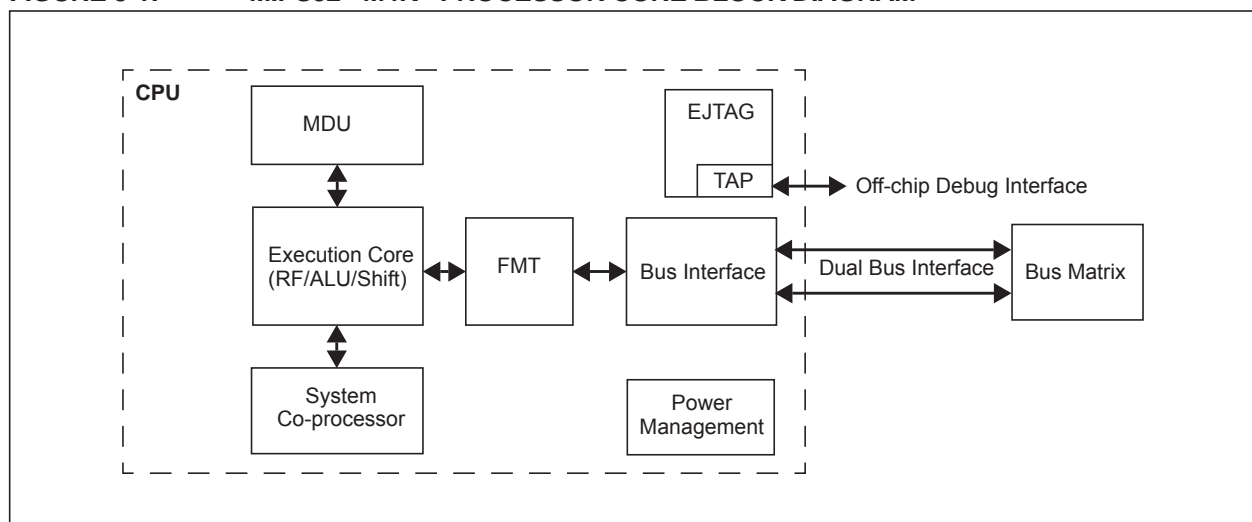 CPU
MDU
EJTAG
TAP
Off-chip Debug Interface
Execution Core
(RF/ALU/Shift)
FMT
Bus Interface
Dual Bus Interface
Bus Matrix
System
Co-processor
Power
Management